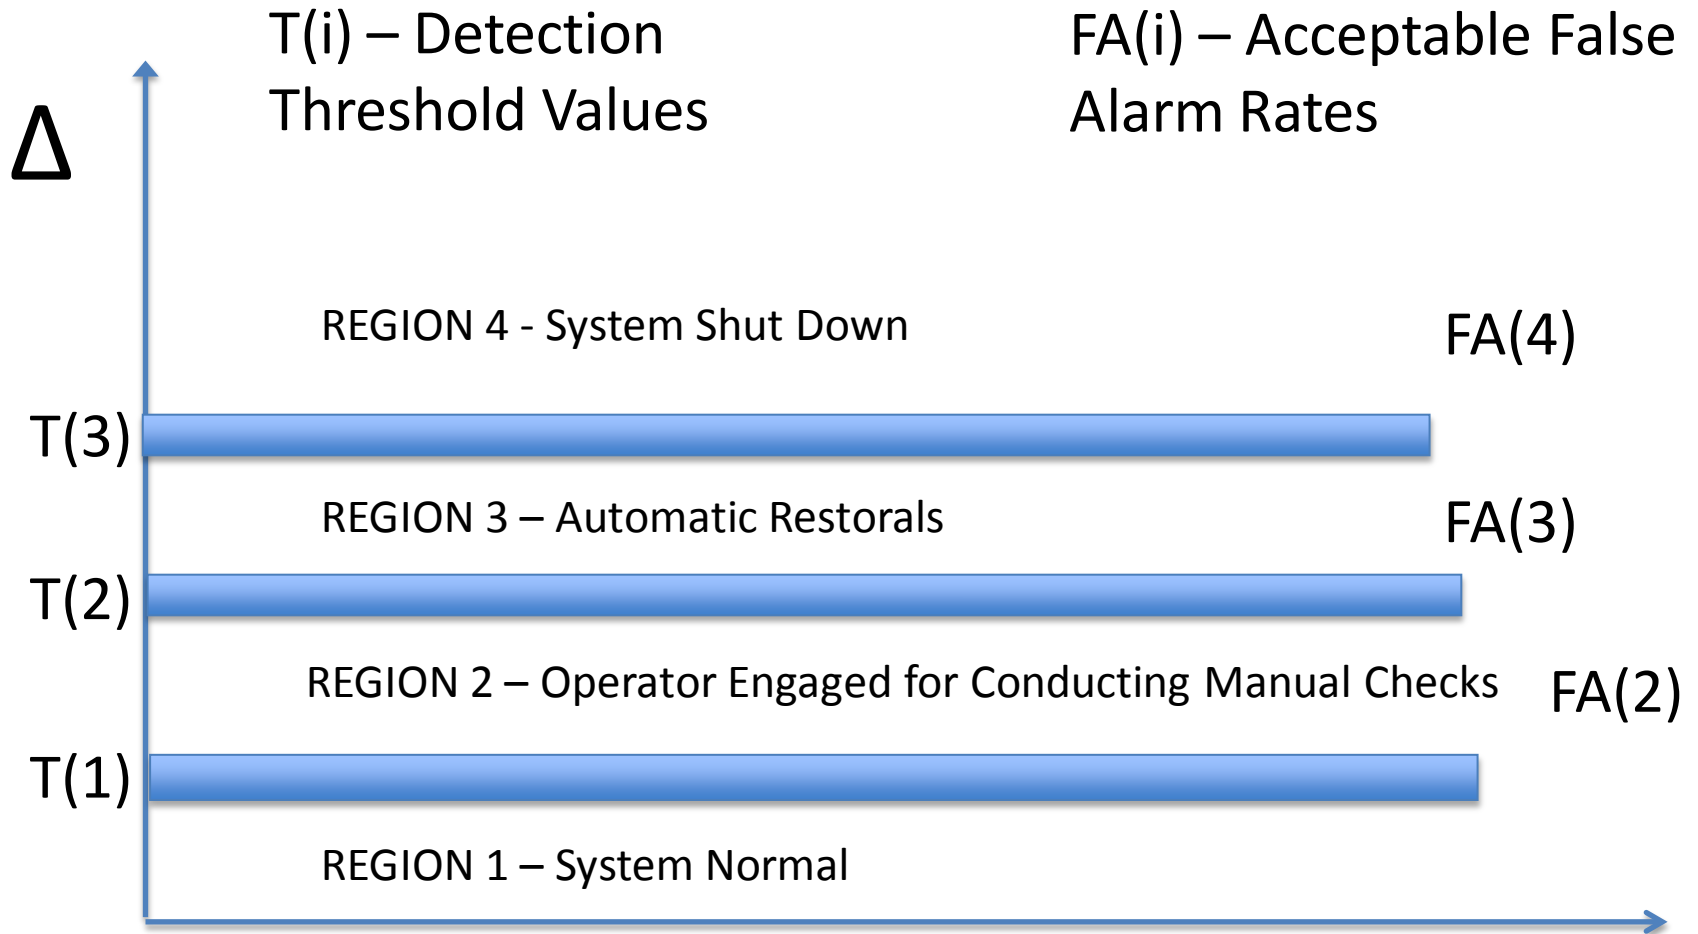 T(i) – Detection
Threshold Values
FA(i) – Acceptable False
Alarm Rates
Δ
REGION 4 - System Shut Down
FA(4)
T(3)
REGION 3 – Automatic Restorals
FA(3)
T(2)
REGION 2 – Operator Engaged for Conducting Manual Checks
FA(2)
T(1)
REGION 1 – System Normal